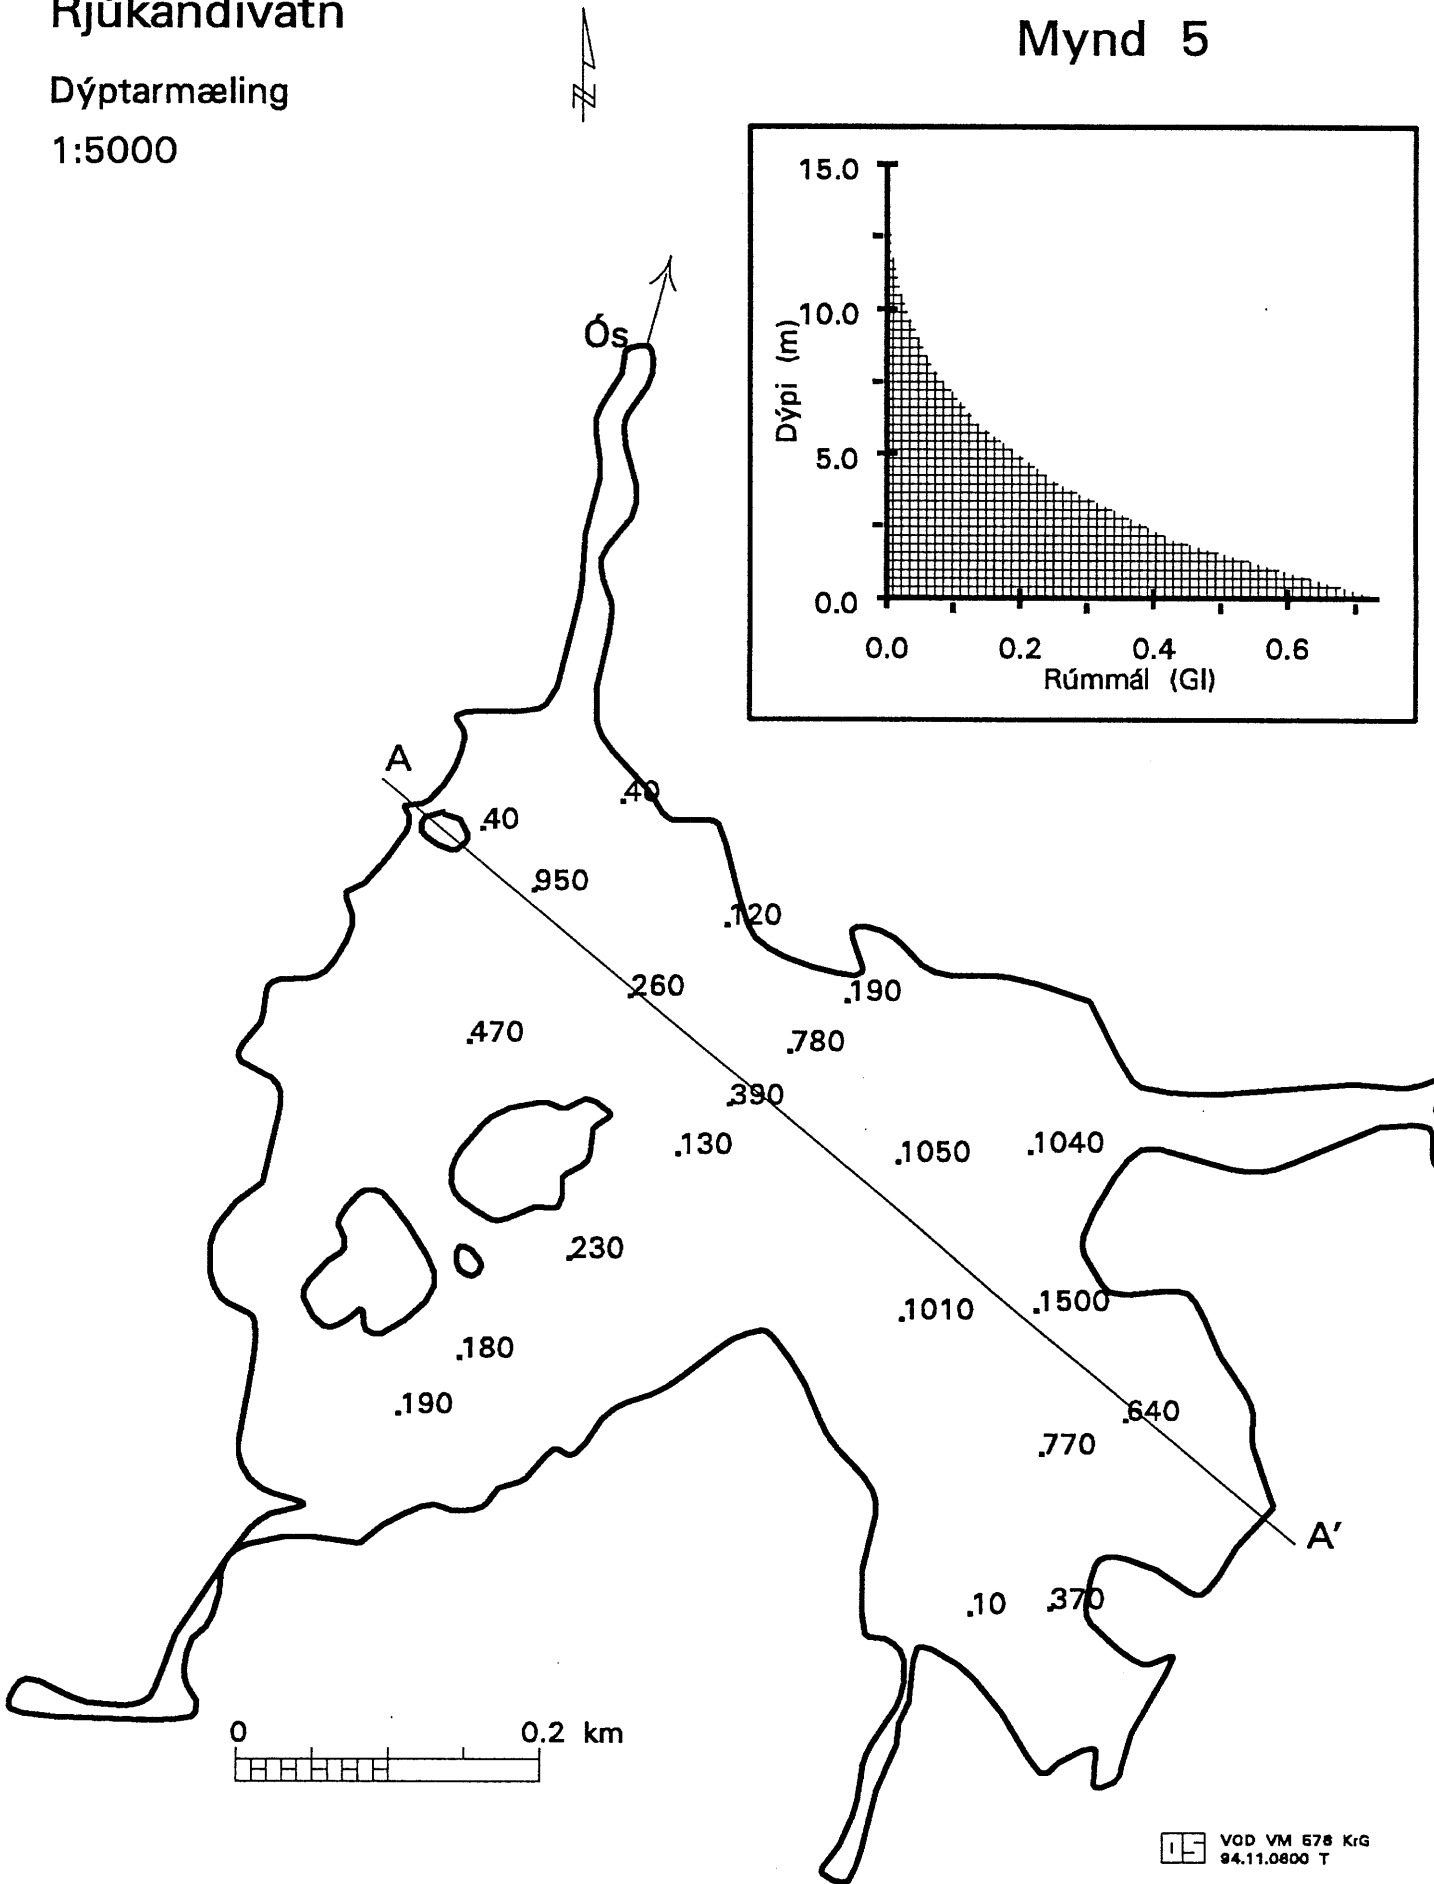 Rjúkandivatn
Dýptarmæling
1:5000
Mynd 5
15.0
10.0
5.0
0.0
Dýpi (m)
0.0 0.2 0.4 0.6
Rúmmál (Gl)
Ós
A
.40
.40
.950
.120
.260
.190
.470
.780
.390
.130
.1050
.1040
.230
.1010
.1500
.180
.190
.640
.770
A'
.10
.370
0 0.2 km
OS
VOD VM 578 KrG
94.11.0600 T